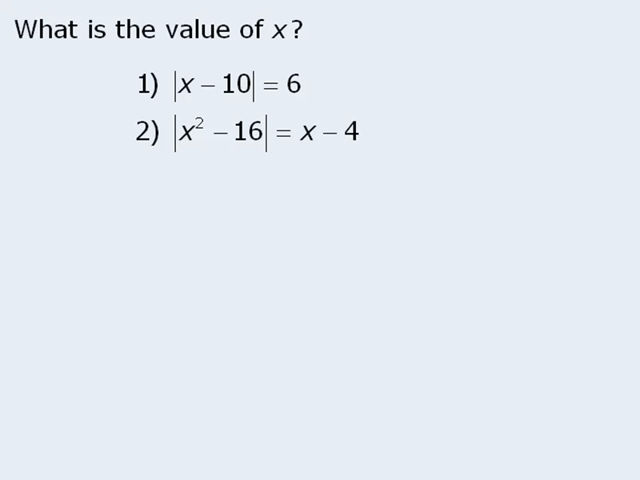 What is the value of x?
1) |x – 10| = 6
2) |x² – 16| = x – 4